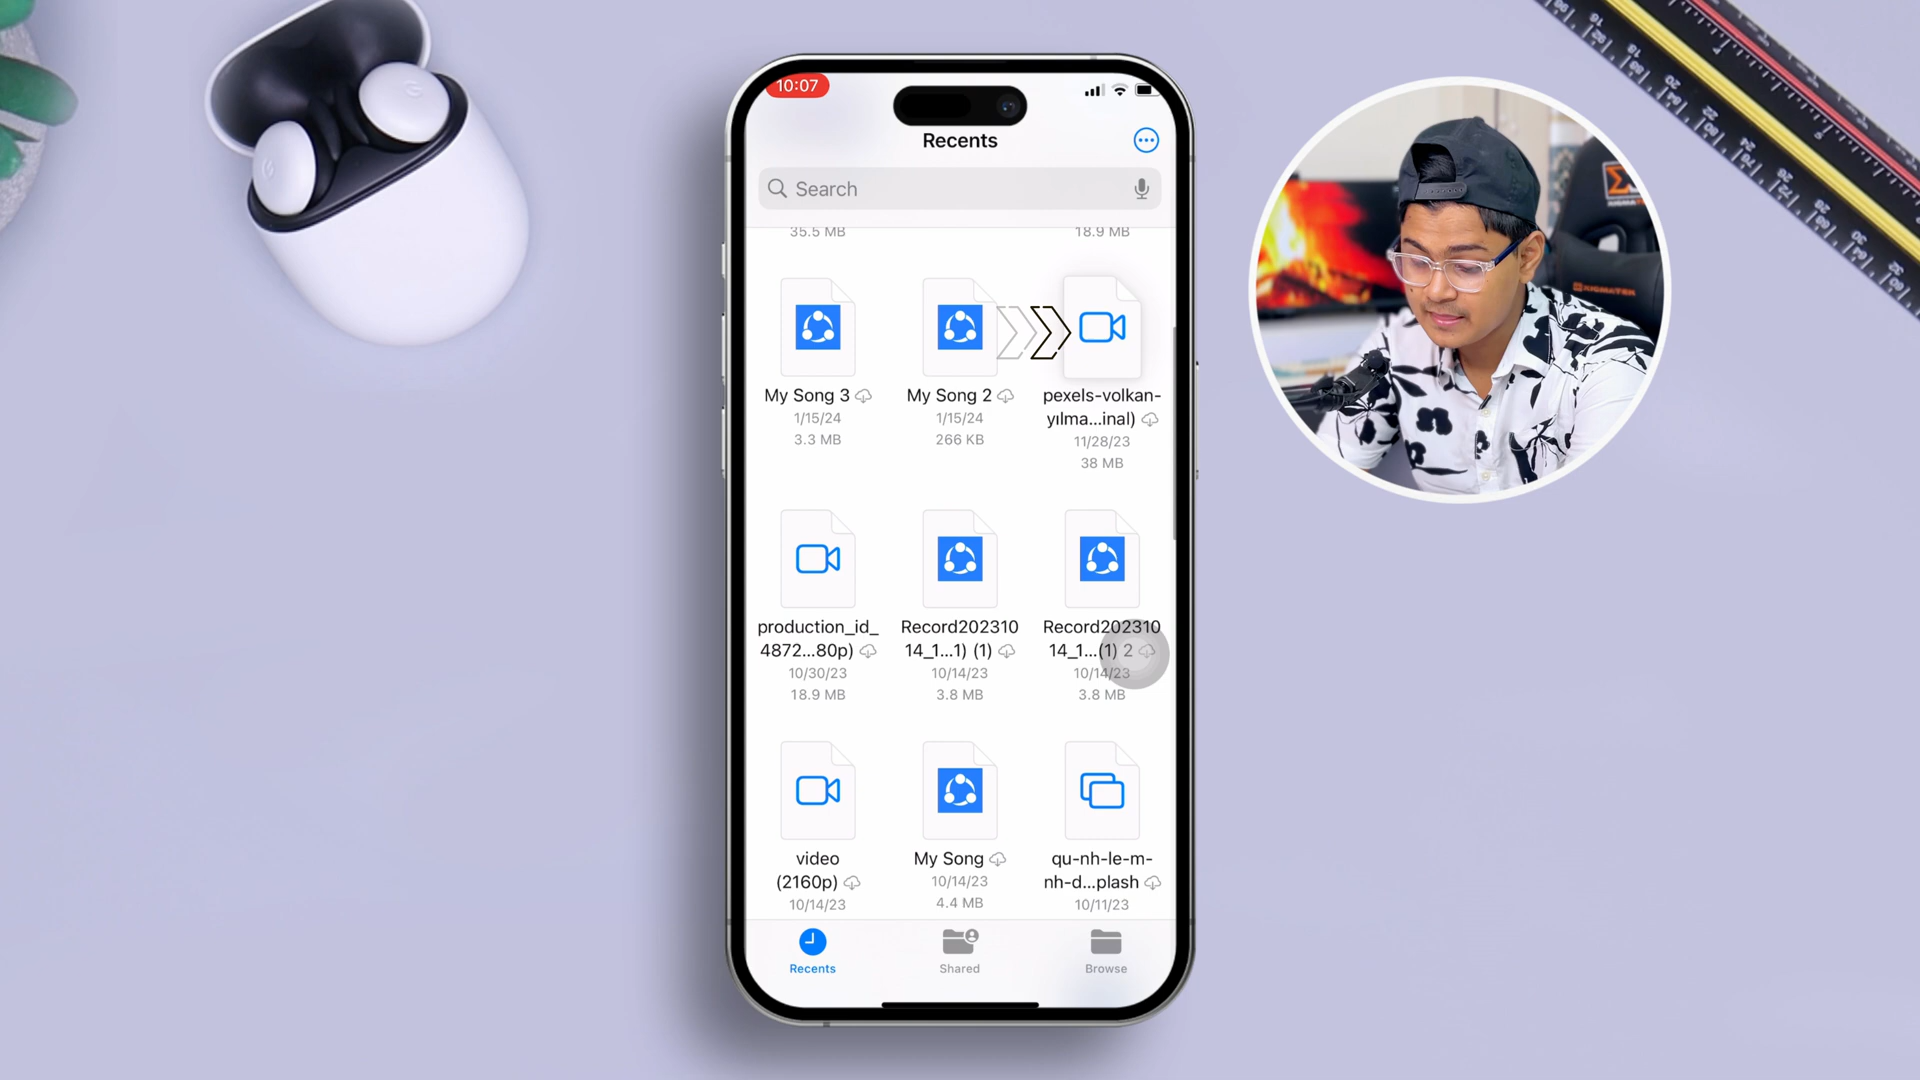 10:07
Recents
Search
35.5 MB
18.9 MB
My Song 3
1/15/24
3.3 MB
My Song 2
1/15/24
266 KB
pexels-volkan-
yılma...inal)
11/28/23
38 MB
production_id_
4872...80p)
10/30/23
18.9 MB
Record202310
14_1...1) (1)
10/14/23
3.8 MB
Record202310
14_1...(1) 2
10/14/23
3.8 MB
video
(2160p)
10/14/23
My Song
10/14/23
4.4 MB
qu-nh-le-m-
nh-d...plash
10/11/23
Recents
Shared
Browse